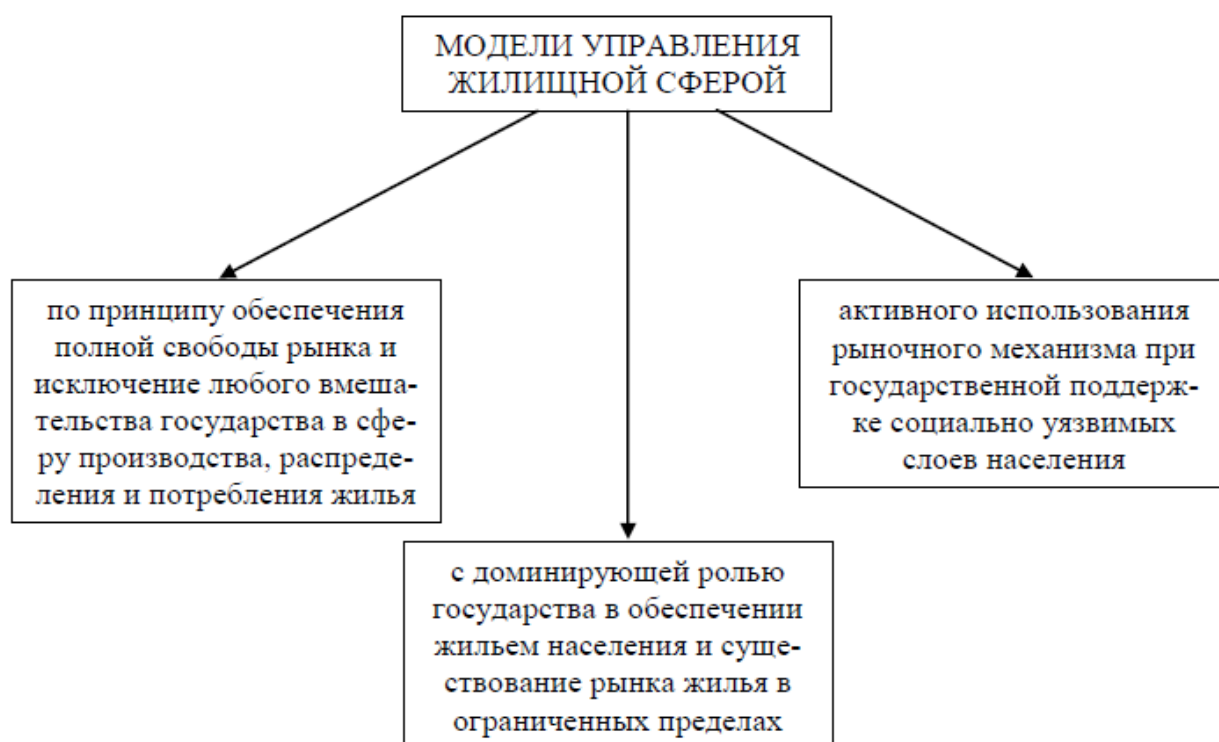 МОДЕЛИ УПРАВЛЕНИЯ
ЖИЛИЩНОЙ СФЕРОЙ
по принципу обеспечения
полной свободы рынка и
исключение любого вмеша-
тельства государства в сфе-
ру производства, распреде-
ления и потребления жилья
с доминирующей ролью
государства в обеспечении
жильем населения и суще-
ствование рынка жилья в
ограниченных пределах
активного использования
рыночного механизма при
государственной поддерж-
ке социально уязвимых
слоев населения